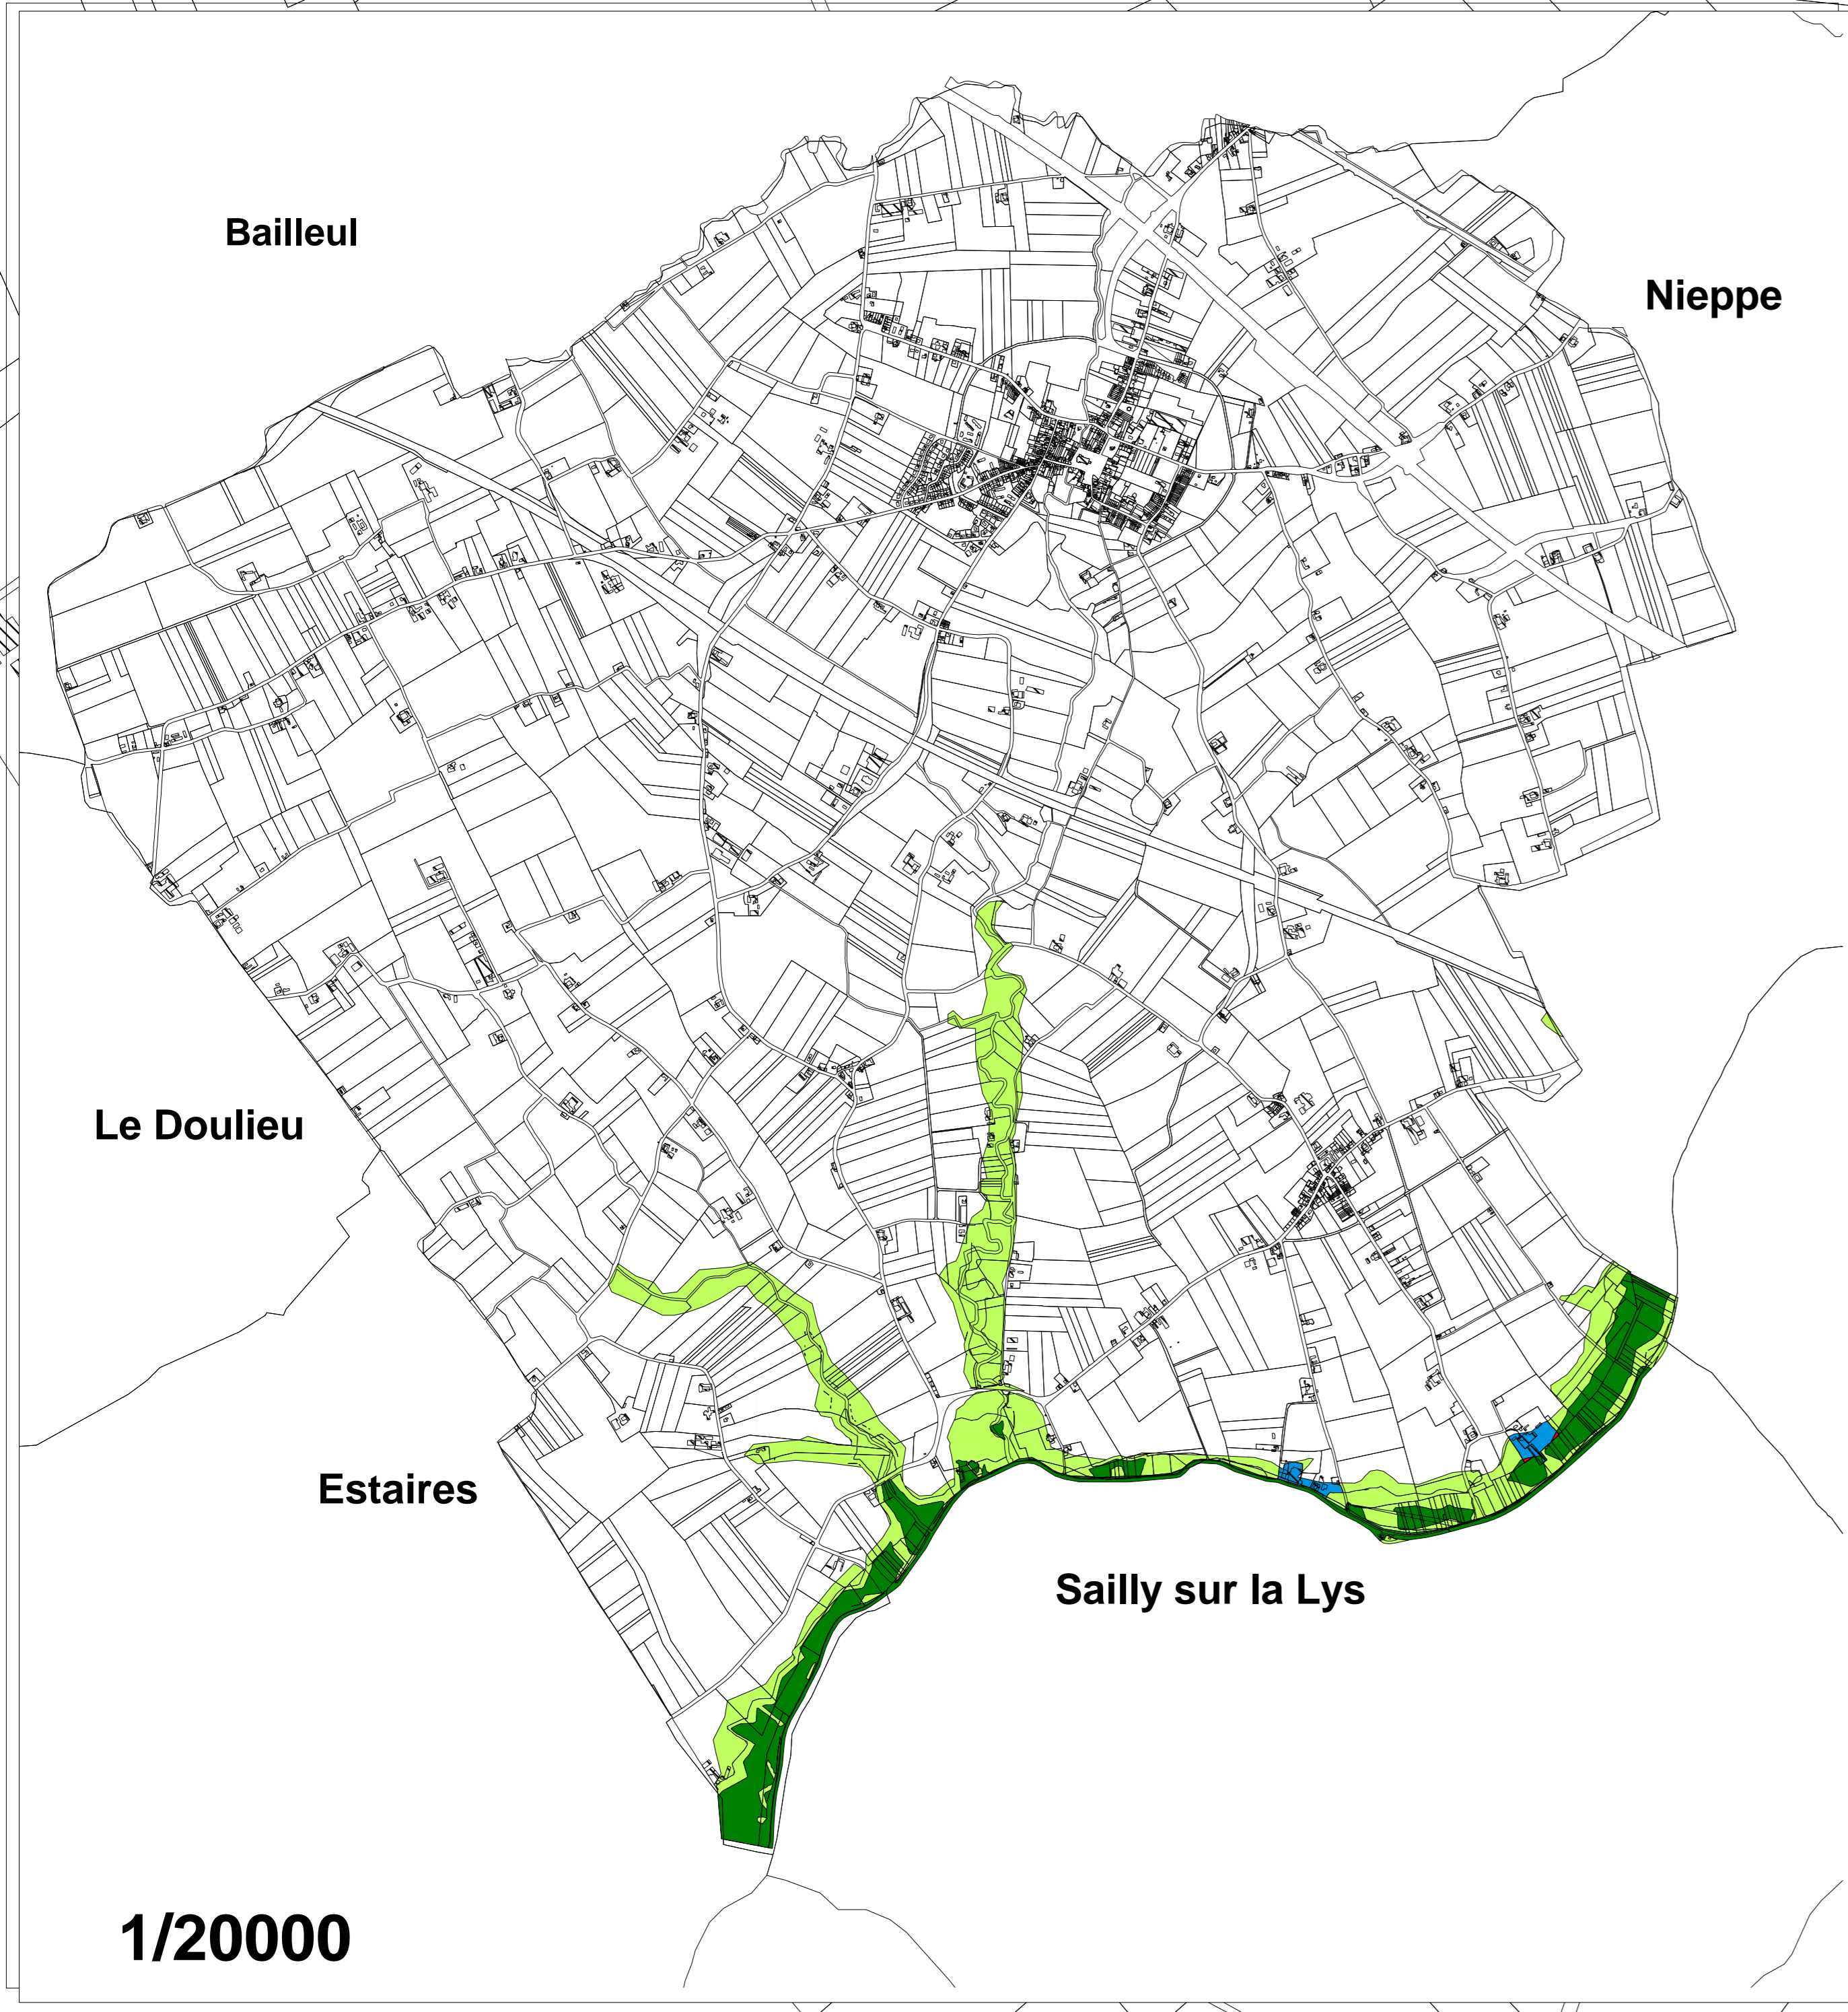 Bailleul
Nieppe
Le Doulieu
Estaires
Sailly sur la Lys
1/20000